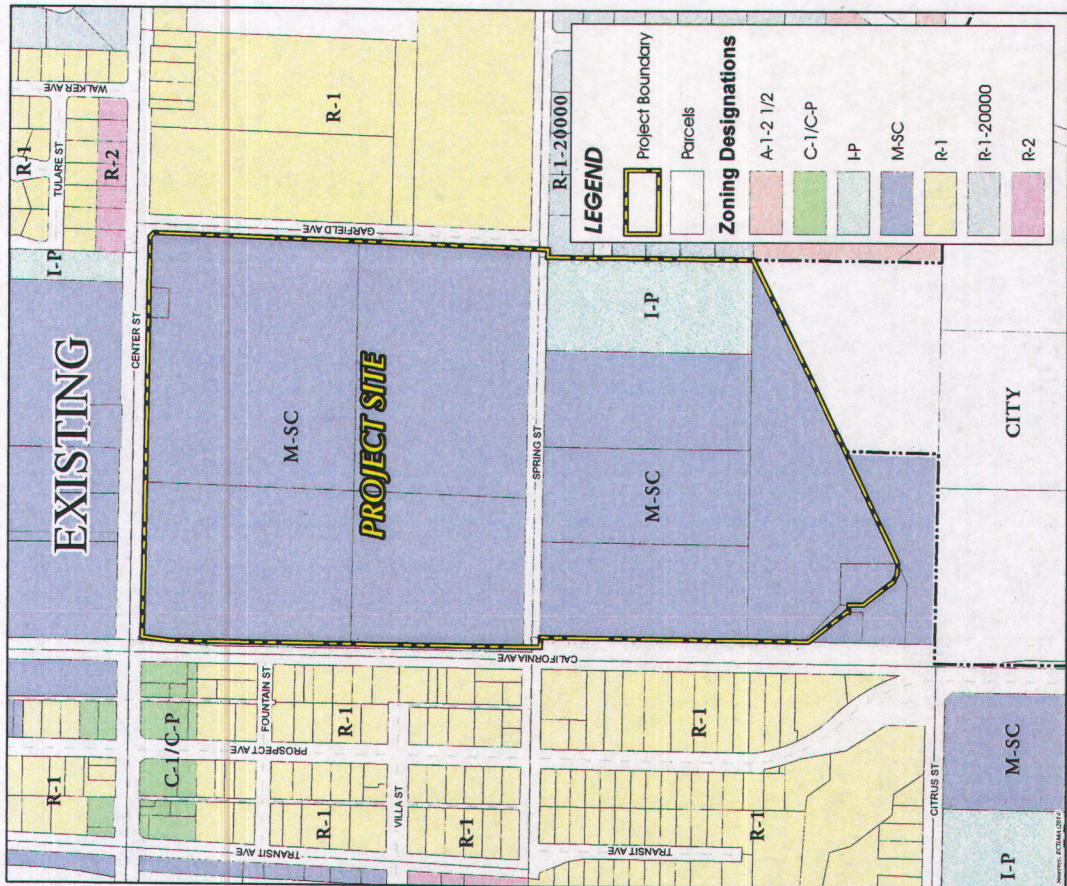 EXISTING
WALKER AVE
R-1
TULARE ST
R-2
I-P
CENTER ST
R-1
GARFIELD AVE
M-SC
PROJECT SITE
SPRING ST
R-1-20000
I-P
M-SC
CALIFORNIA AVE
R-1
C-1/C-P
FOUNTAIN ST
PROSPECT AVE
R-1
R-1
VILLA ST
R-1
TRANSIT AVE
R-1
R-1
TRANSIT AVE
CITRUS ST
CITY
M-SC
I-P
LEGEND
Project Boundary
Parcels
Zoning Designations
A-1-2 1/2
C-1/C-P
I-P
M-SC
R-1
R-1-20000
R-2